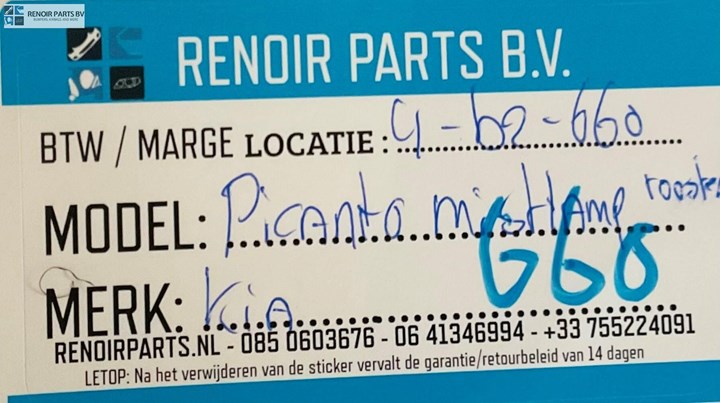 RENOIR PARTS BV
RENOIR PARTS B.V.
BTW / MARGE LOCATIE: G-b2-660
MODEL: Picanto mistlamp rooster
660
MERK: Kia
RENOIRPARTS.NL - 085 0603676 - 06 41346994 - +33 755224091
LETOP: Na het verwijderen van de sticker vervalt de garantie/retourbeleid van 14 dagen